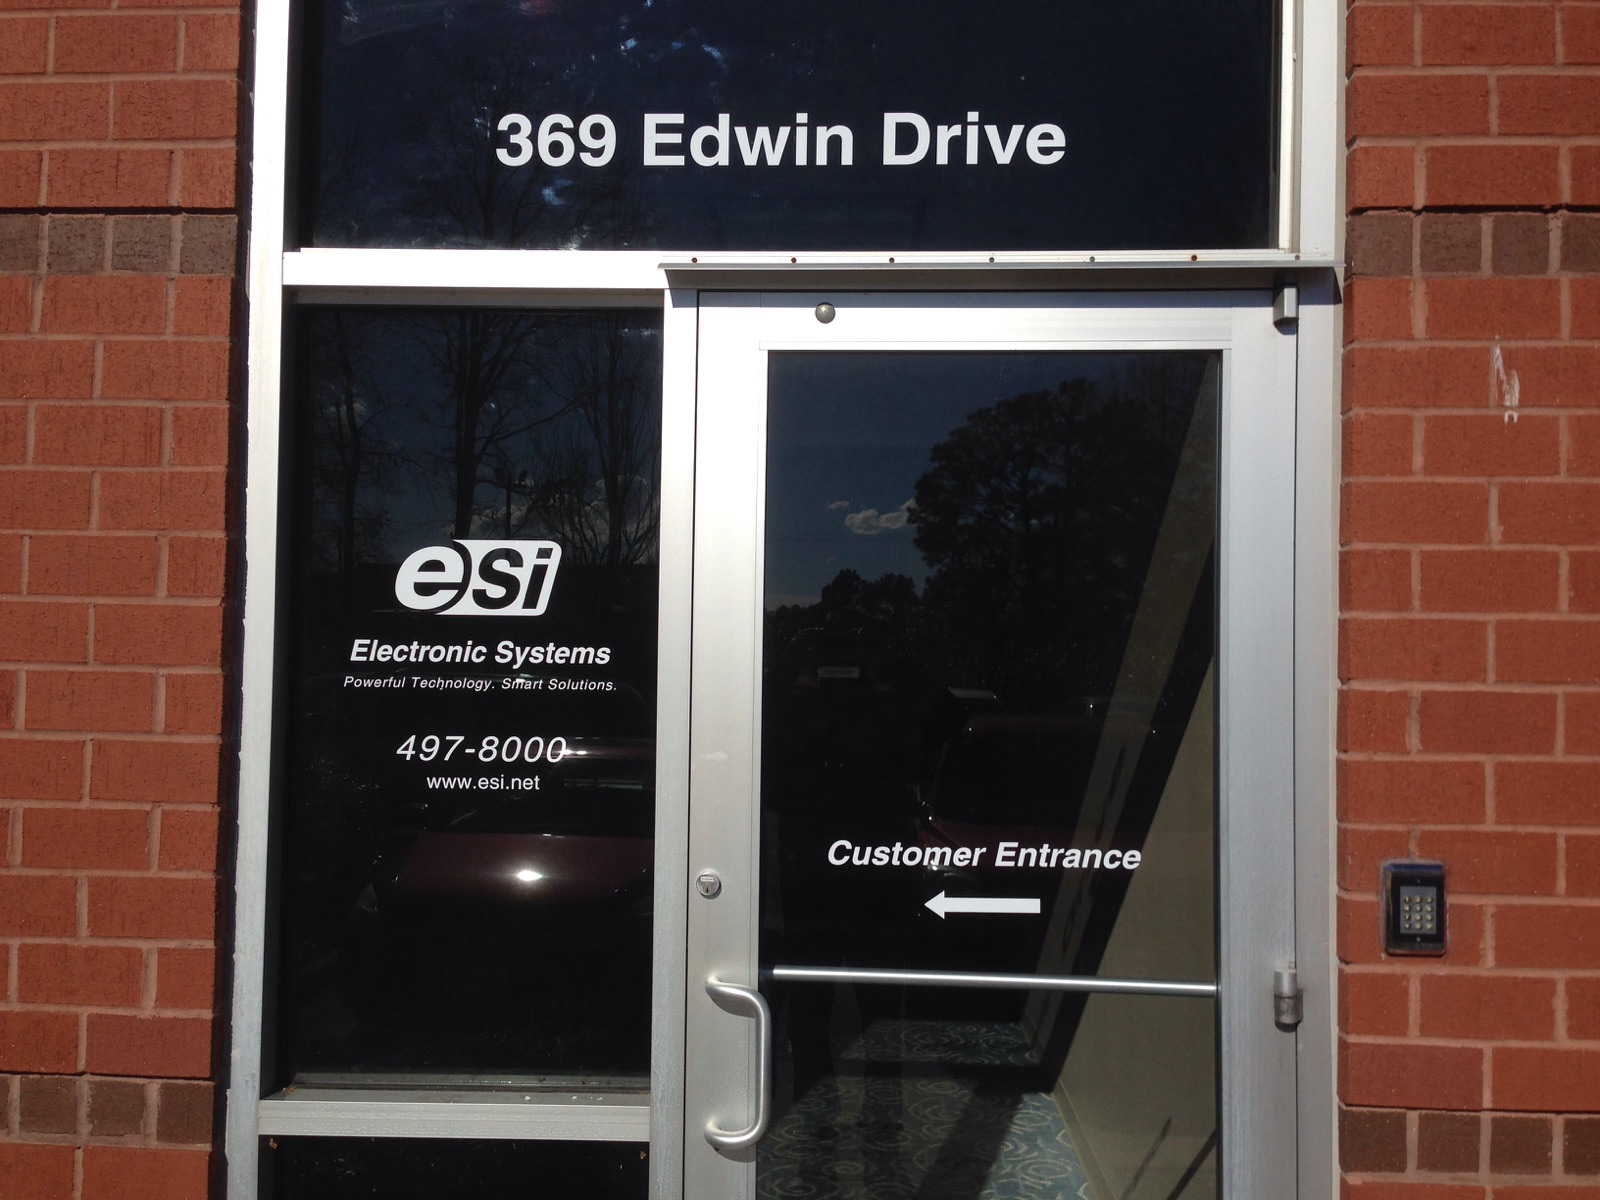 369 Edwin Drive
esi
Electronic Systems
Powerful Technology. Smart Solutions.
497-8000
www.esi.net
Customer Entrance